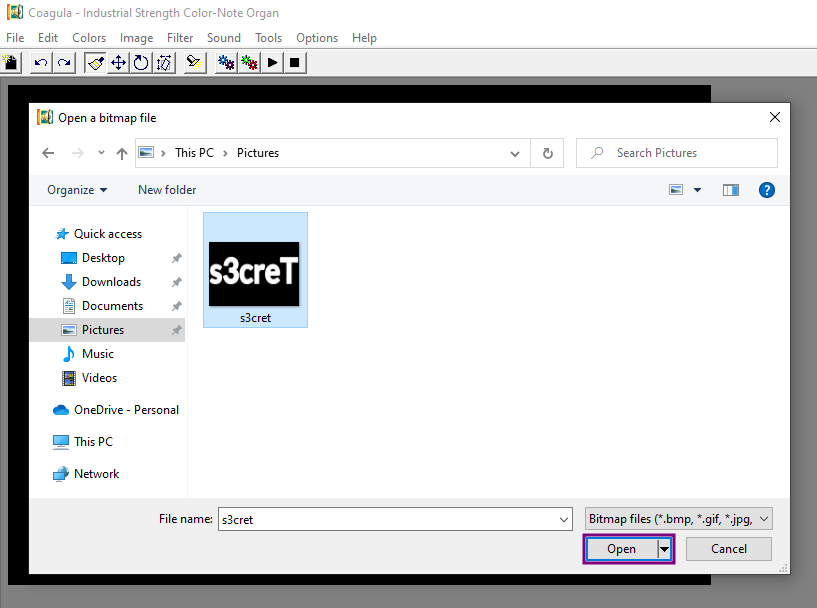 Coagula - Industrial Strength Color-Note Organ
File Edit Colors Image Filter Sound Tools Options Help
Open a bitmap file
This PC Pictures
Search Pictures
Organize New folder
Quick access
Desktop
Downloads
Documents
Pictures
Music
Videos
OneDrive - Personal
This PC
Network
s3creT
s3cret
File name: s3cret
Bitmap files (*.bmp, *.gif, *.jpg,
Open Cancel